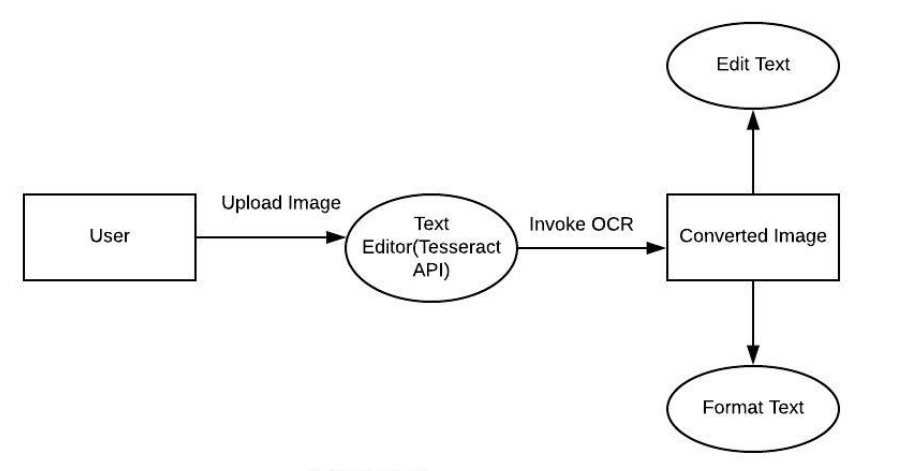 Edit Text
Upload Image
User
Text
Editor(Tesseract
API)
Invoke OCR
Converted Image
Format Text